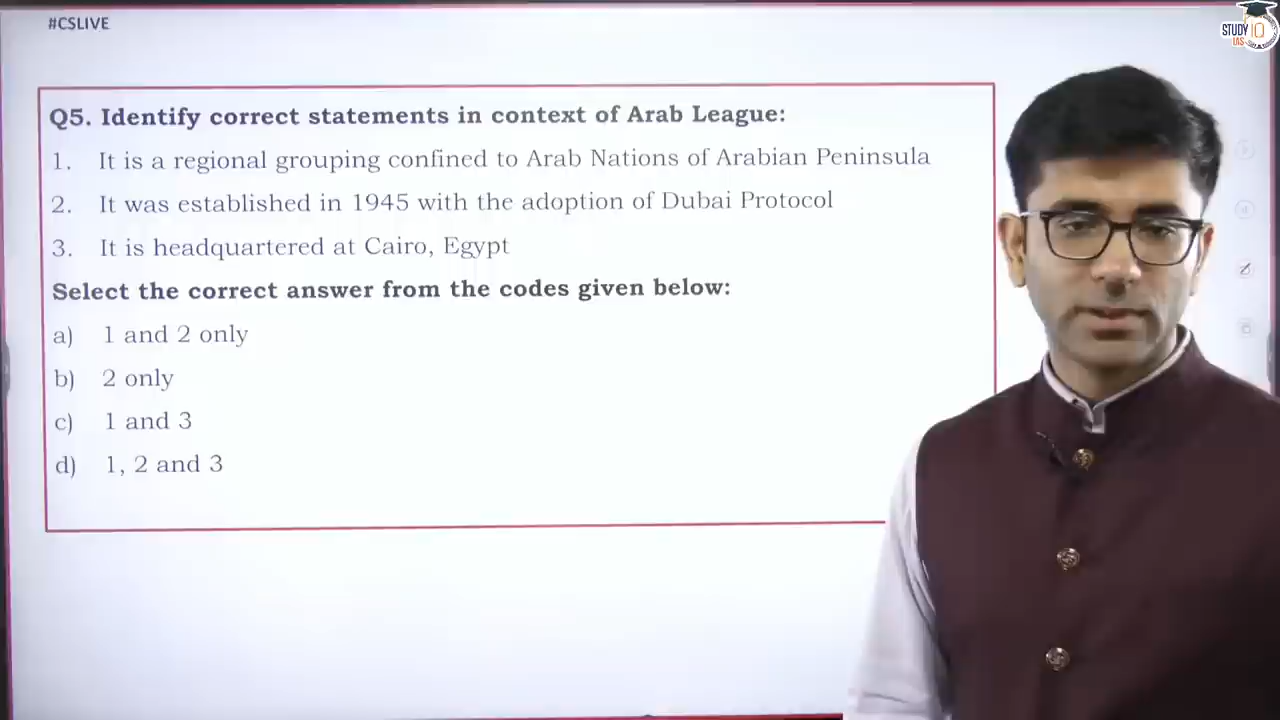 #CSLIVE
STUDY IQ
IAS
Q5. Identify correct statements in context of Arab League:
1. It is a regional grouping confined to Arab Nations of Arabian Peninsula
2. It was established in 1945 with the adoption of Dubai Protocol
3. It is headquartered at Cairo, Egypt
Select the correct answer from the codes given below:
a) 1 and 2 only
b) 2 only
c) 1 and 3
d) 1, 2 and 3